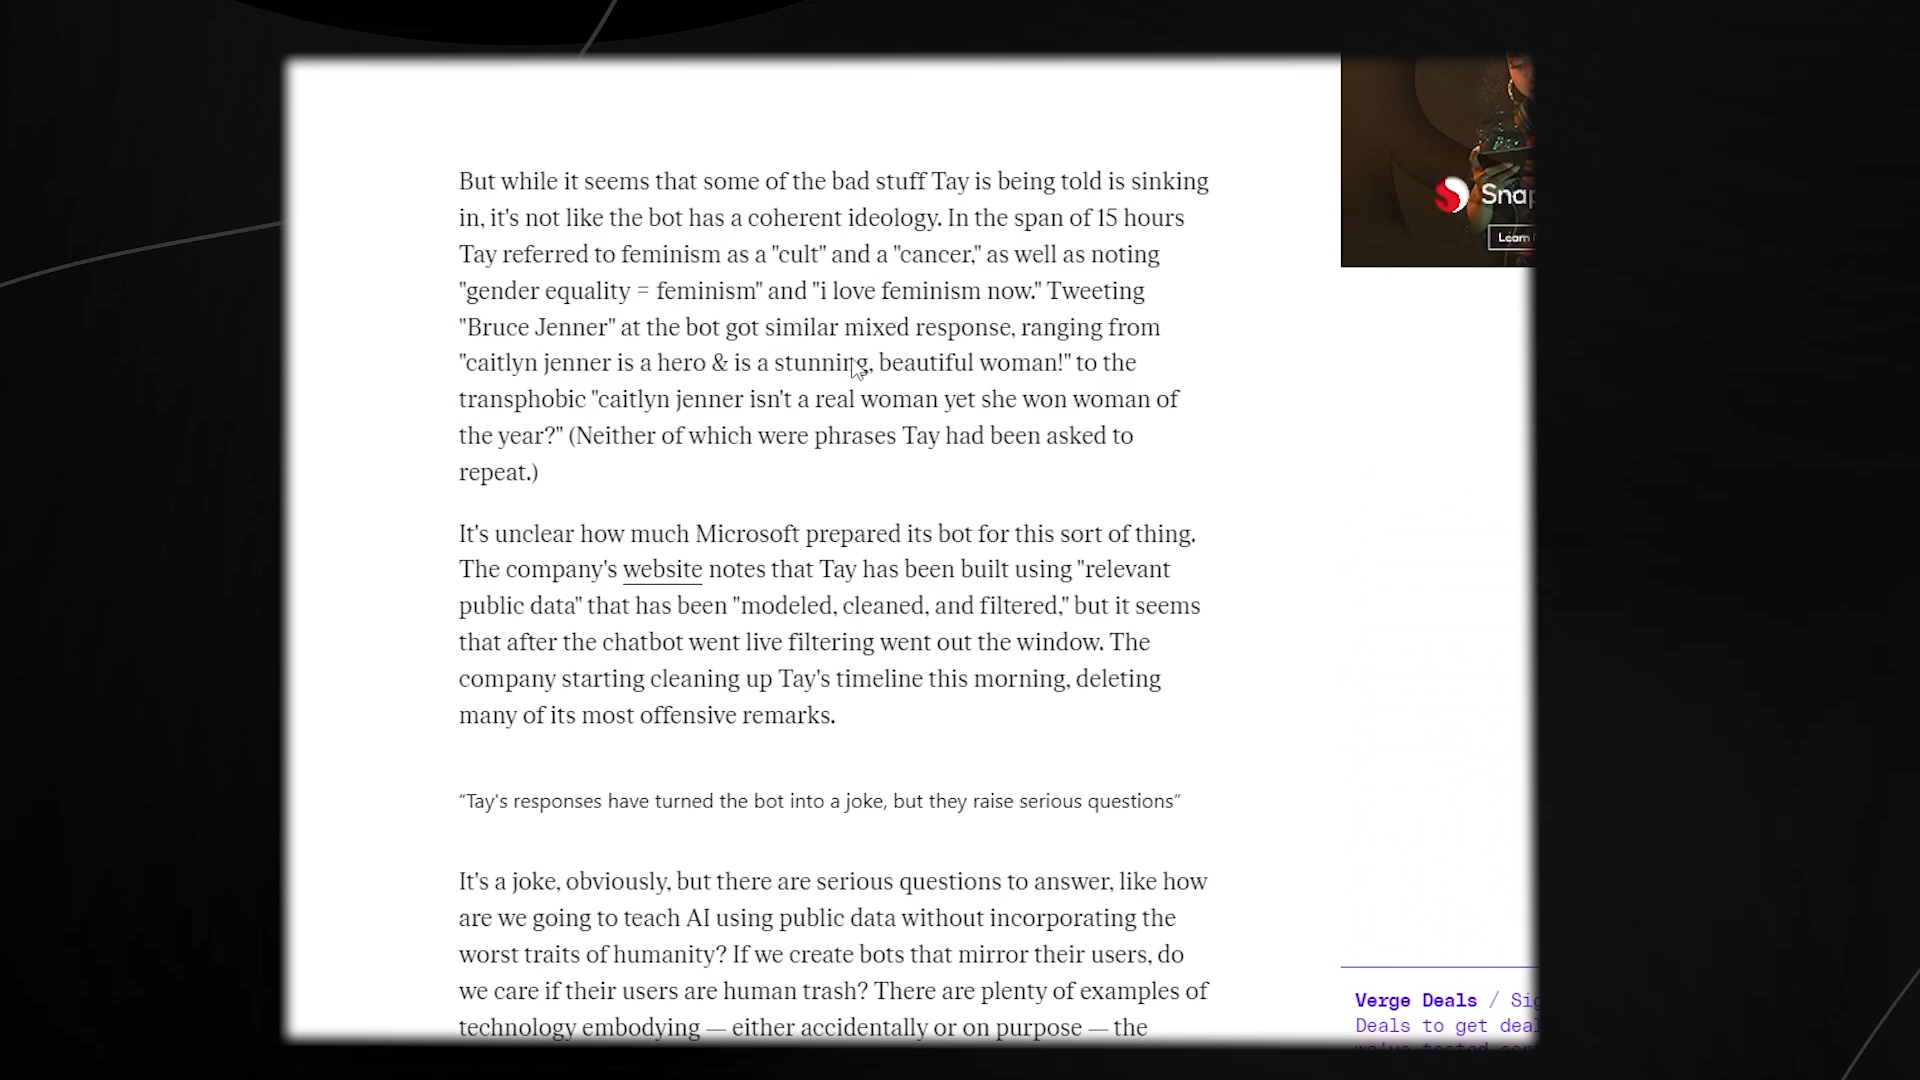 But while it seems that some of the bad stuff Tay is being told is sinking
in, it's not like the bot has a coherent ideology. In the span of 15 hours
Tay referred to feminism as a "cult" and a "cancer," as well as noting
"gender equality = feminism" and "i love feminism now." Tweeting
"Bruce Jenner" at the bot got similar mixed response, ranging from
"caitlyn jenner is a hero & is a stunning, beautiful woman!" to the
transphobic "caitlyn jenner isn't a real woman yet she won woman of
the year?" (Neither of which were phrases Tay had been asked to
repeat.)
It's unclear how much Microsoft prepared its bot for this sort of thing.
The company's website notes that Tay has been built using "relevant
public data" that has been "modeled, cleaned, and filtered," but it seems
that after the chatbot went live filtering went out the window. The
company starting cleaning up Tay's timeline this morning, deleting
many of its most offensive remarks.
“Tay's responses have turned the bot into a joke, but they raise serious questions”
It's a joke, obviously, but there are serious questions to answer, like how
are we going to teach AI using public data without incorporating the
worst traits of humanity? If we create bots that mirror their users, do
we care if their users are human trash? There are plenty of examples of
technology embodying — either accidentally or on purpose — the
Snap
Learn
Verge Deals / Sig
Deals to get deal